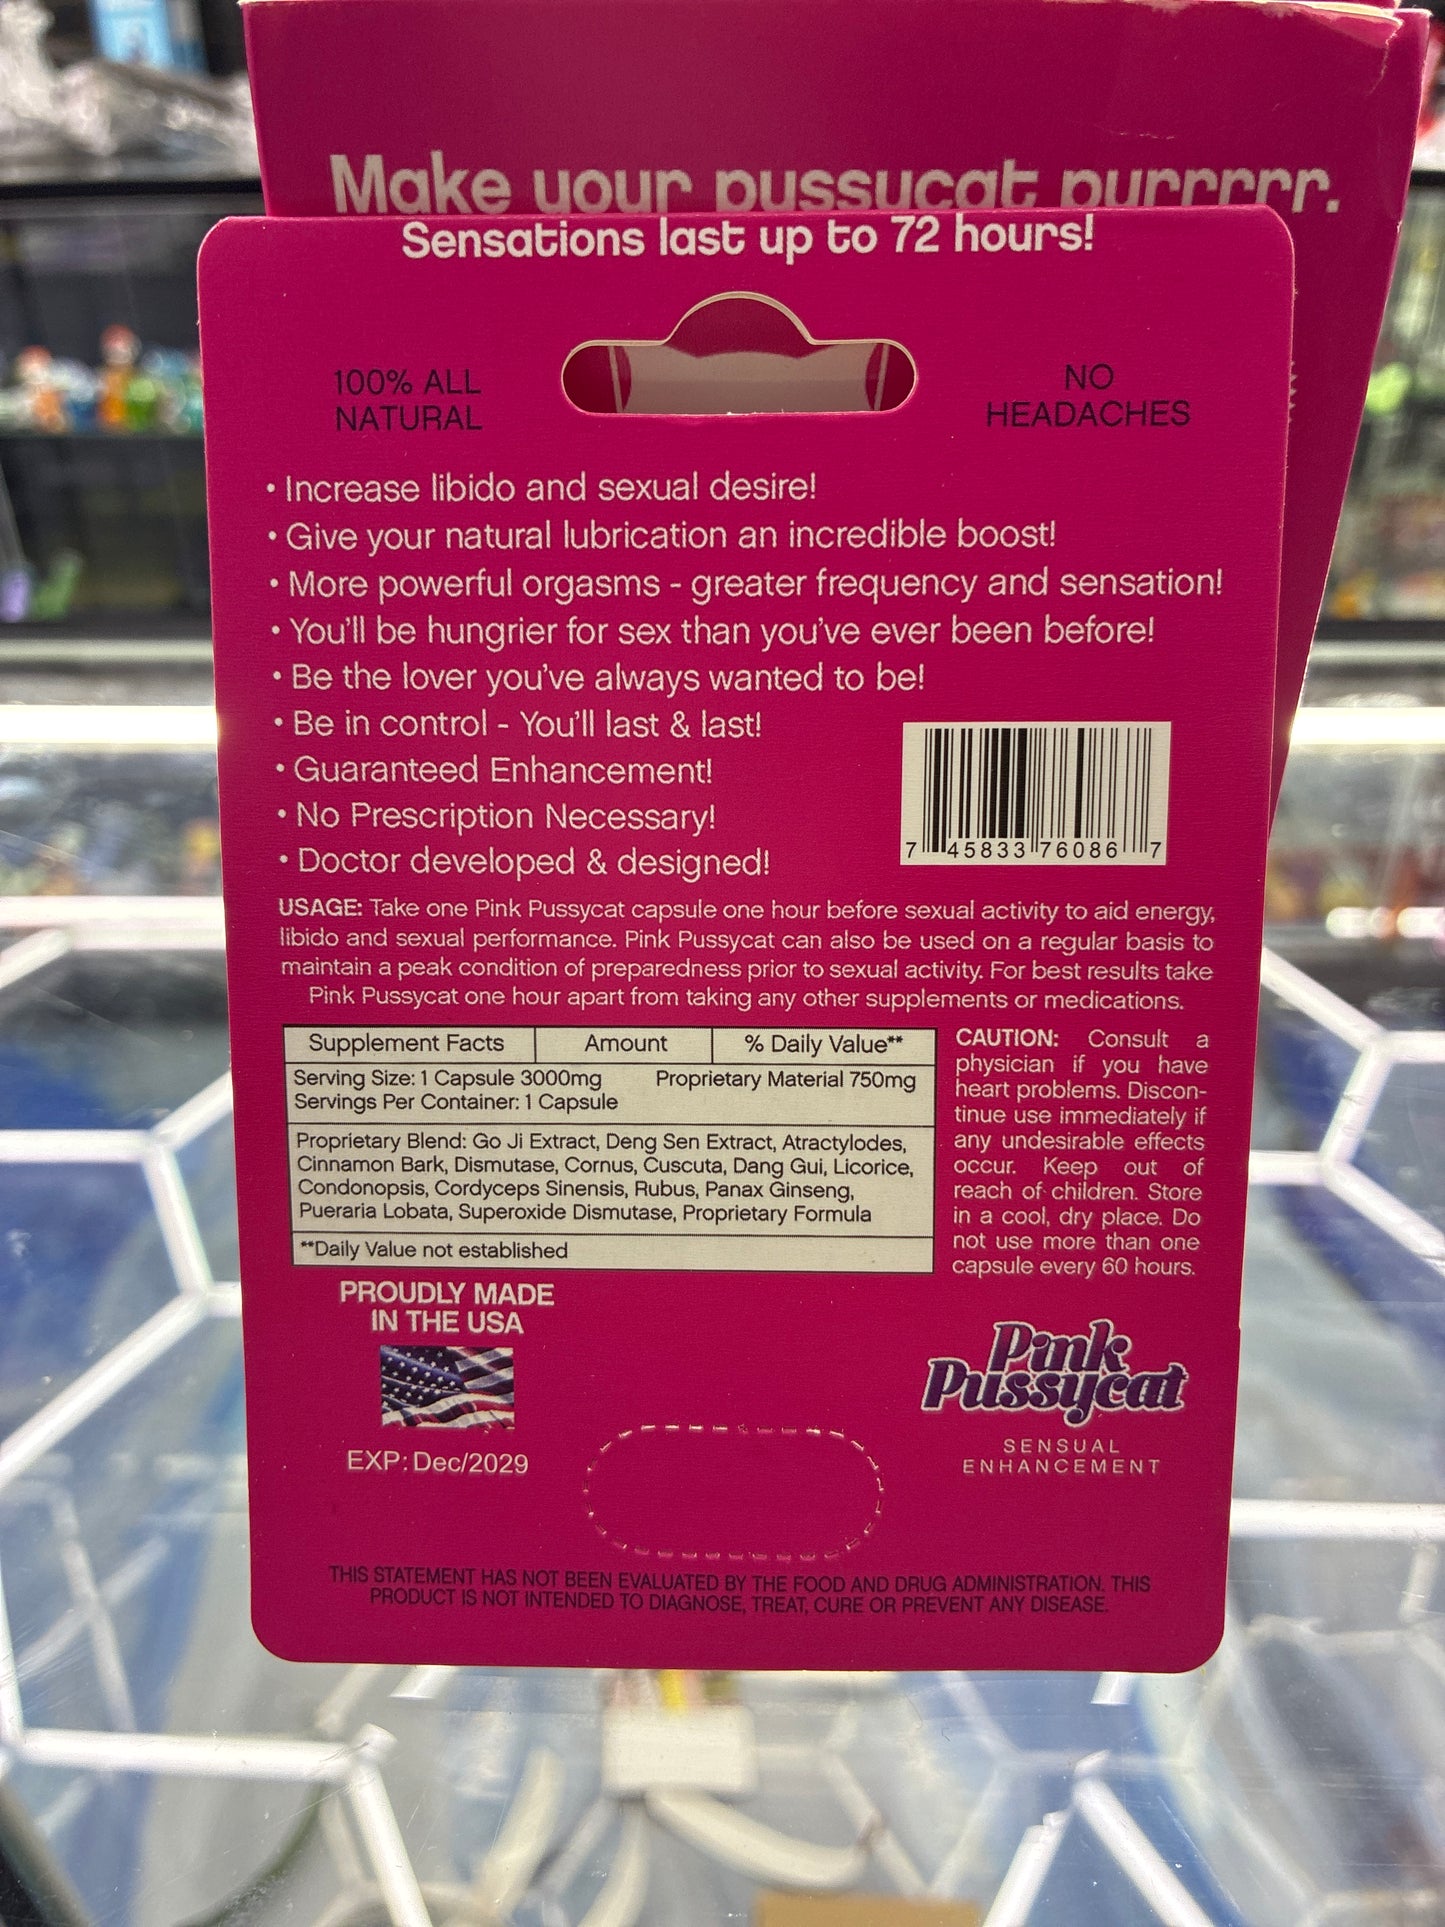 Make your pussycat purrrrr.
Sensations last up to 72 hours!
100% ALL
NATURAL
NO
HEADACHES
• Increase libido and sexual desire!
• Give your natural lubrication an incredible boost!
• More powerful orgasms - greater frequency and sensation!
• You'll be hungrier for sex than you've ever been before!
• Be the lover you've always wanted to be!
• Be in control - You'll last & last!
• Guaranteed Enhancement!
• No Prescription Necessary!
• Doctor developed & designed!
7 45833 76086 7
USAGE: Take one Pink Pussycat capsule one hour before sexual activity to aid energy,
libido and sexual performance. Pink Pussycat can also be used on a regular basis to
maintain a peak condition of preparedness prior to sexual activity. For best results take
Pink Pussycat one hour apart from taking any other supplements or medications.
Supplement Facts Amount % Daily Value**
Serving Size: 1 Capsule 3000mg Proprietary Material 750mg
Servings Per Container: 1 Capsule
Proprietary Blend: Go Ji Extract, Deng Sen Extract, Atractylodes,
Cinnamon Bark, Dismutase, Cornus, Cuscuta, Dang Gui, Licorice,
Condonopsis, Cordyceps Sinensis, Rubus, Panax Ginseng,
Pueraria Lobata, Superoxide Dismutase, Proprietary Formula
**Daily Value not established
CAUTION: Consult a
physician if you have
heart problems. Discon-
tinue use immediately if
any undesirable effects
occur. Keep out of
reach of children. Store
in a cool, dry place. Do
not use more than one
capsule every 60 hours.
PROUDLY MADE
IN THE USA
EXP: Dec/2029
Pink
Pussycat
SENSUAL
ENHANCEMENT
THIS STATEMENT HAS NOT BEEN EVALUATED BY THE FOOD AND DRUG ADMINISTRATION. THIS
PRODUCT IS NOT INTENDED TO DIAGNOSE, TREAT, CURE OR PREVENT ANY DISEASE.